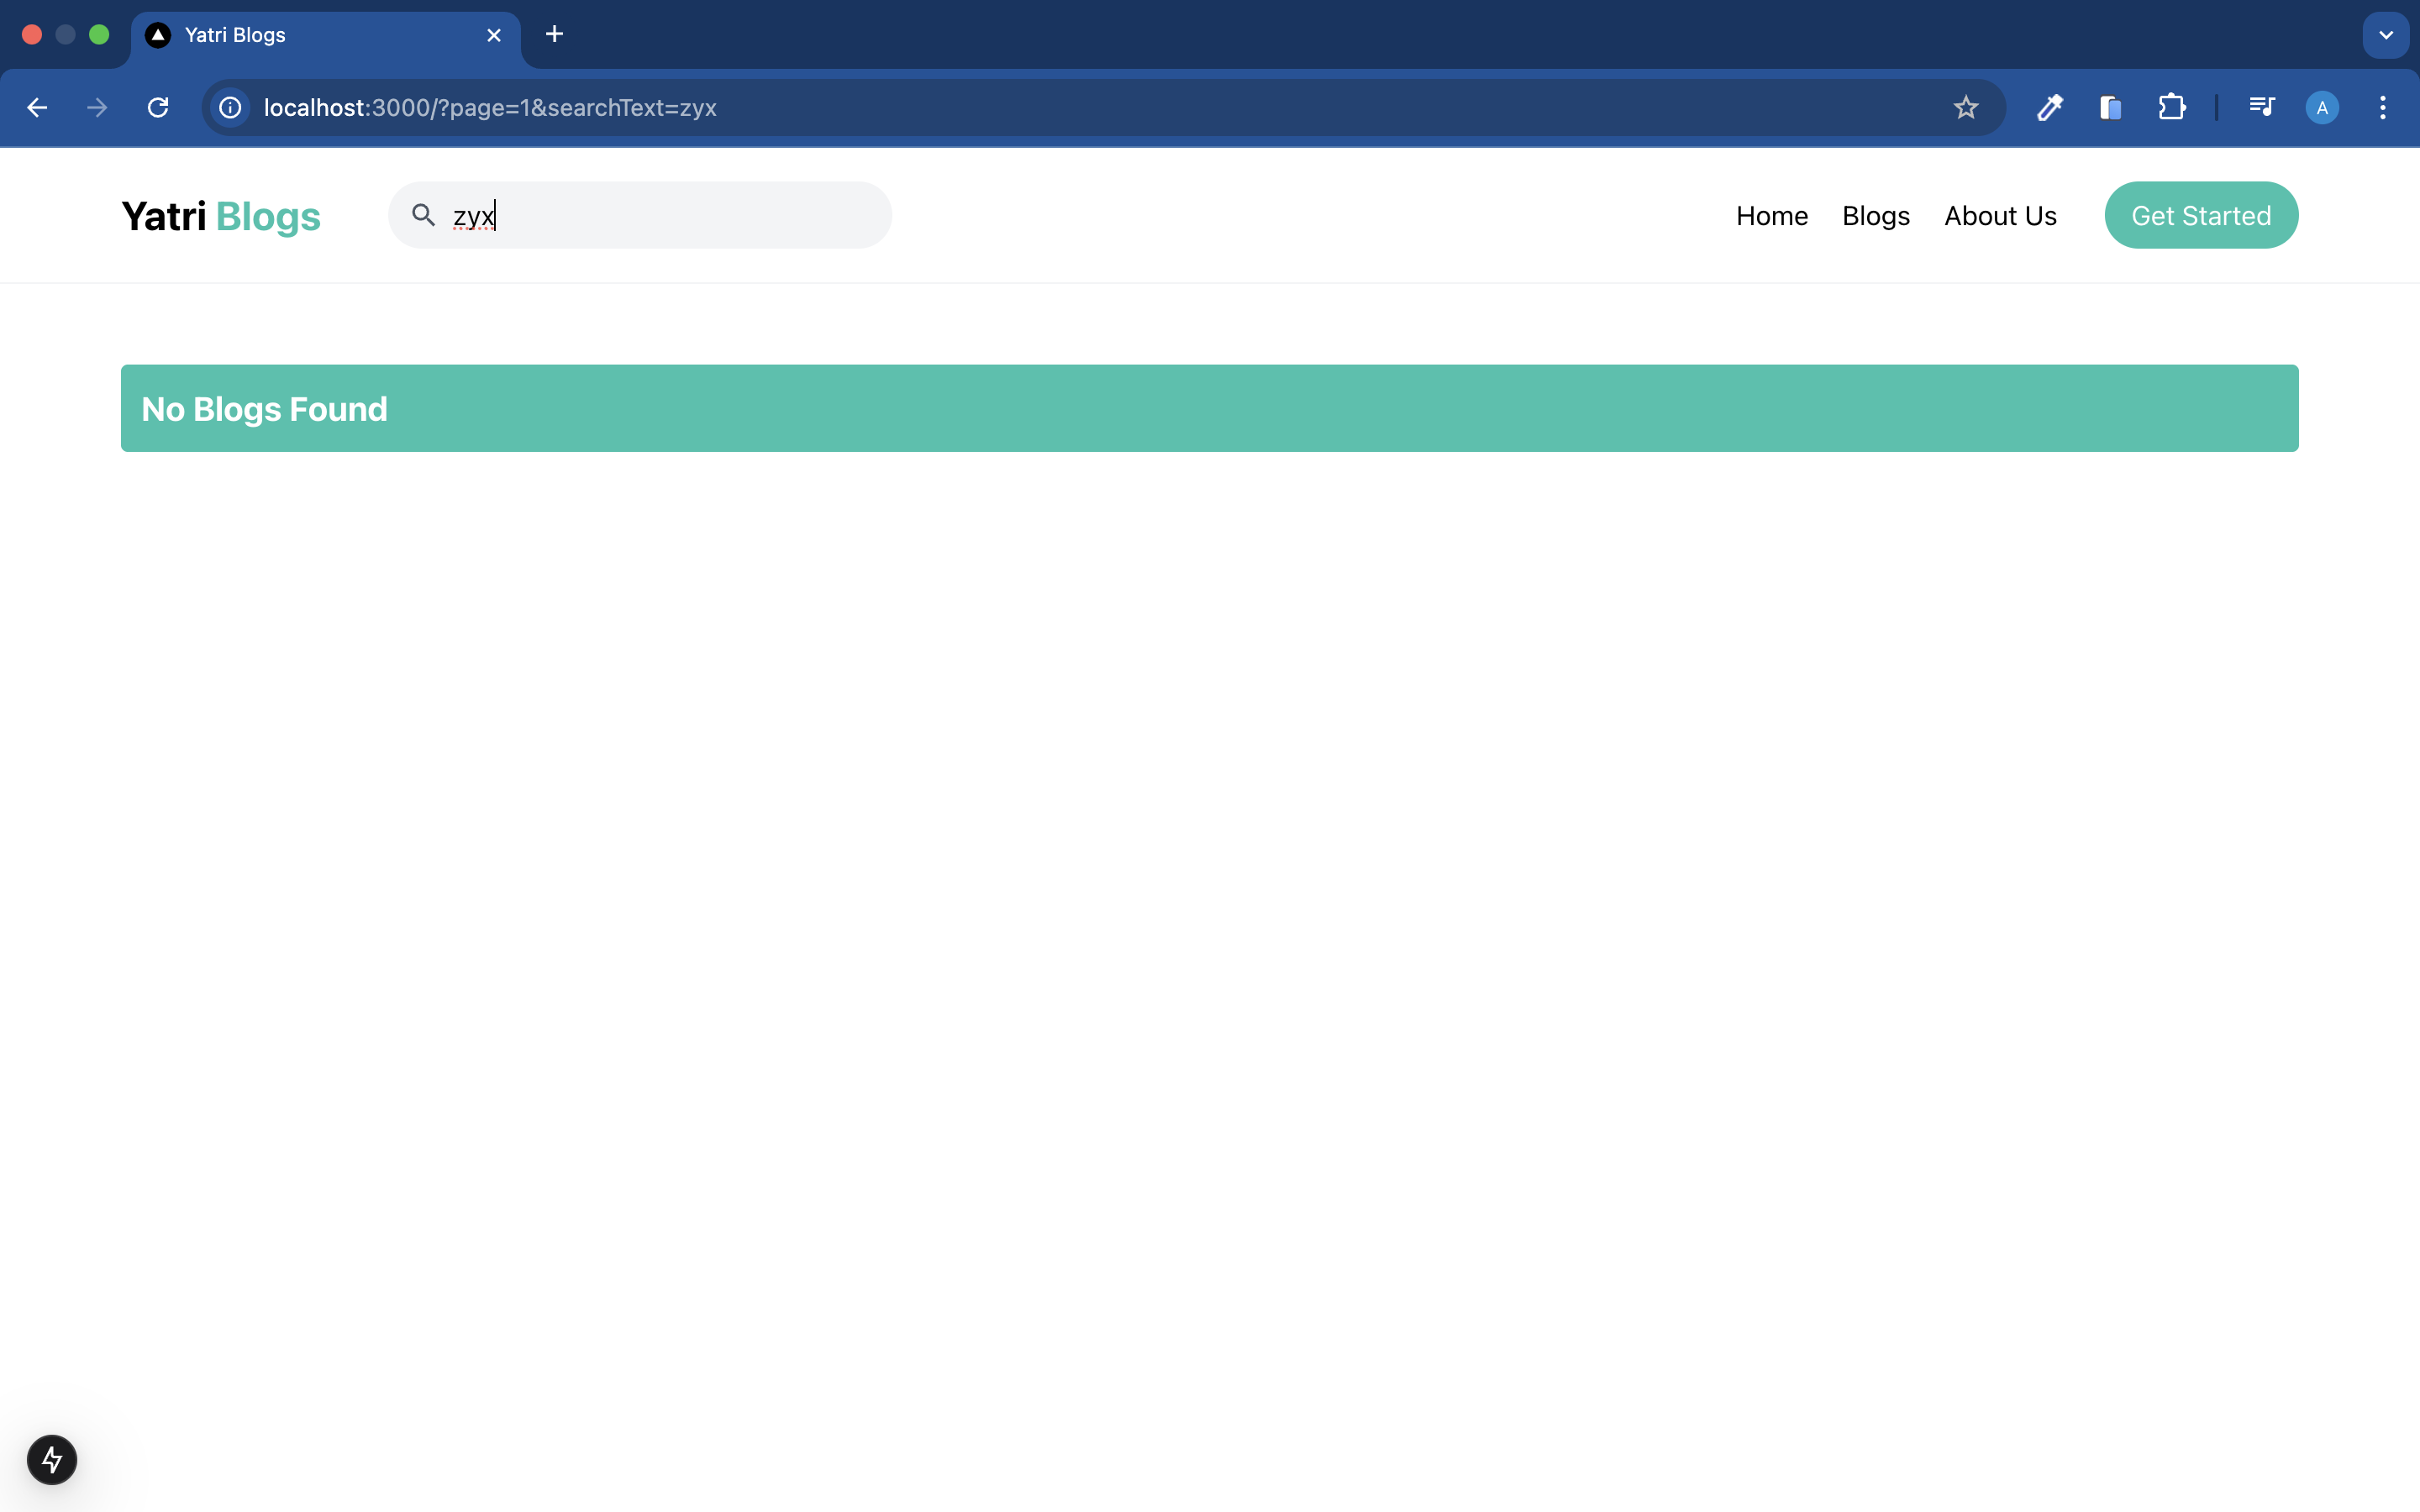 Yatri Blogs
localhost:3000/?page=1&searchText=zyx
A
Yatri Blogs
zyx
Home
Blogs
About Us
Get Started
No Blogs Found